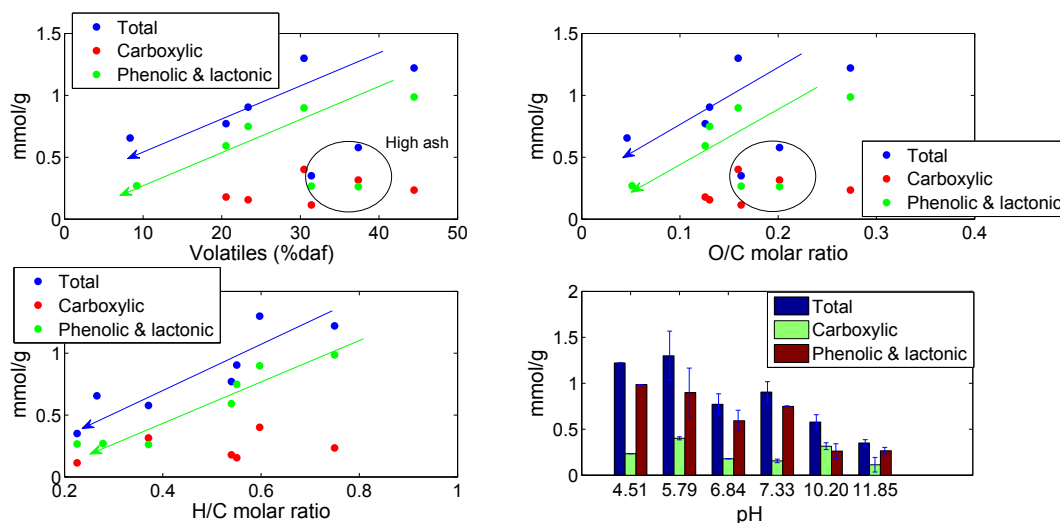 Total
Carboxylic
Phenolic & lactonic
1.5
1
0.5
0
mmol/g
High ash
0 10 20 30 40 50
Volatiles (%daf)
1.5
1
0.5
0
mmol/g
Total
Carboxylic
Phenolic & lactonic
0 0.1 0.2 0.3 0.4
O/C molar ratio
Total
Carboxylic
Phenolic & lactonic
1
0.5
0
mmol/g
0.2 0.4 0.6 0.8 1
H/C molar ratio
2
1.5
1
0.5
0
mmol/g
Total
Carboxylic
Phenolic & lactonic
4.51 5.79 6.84 7.33 10.20 11.85
pH